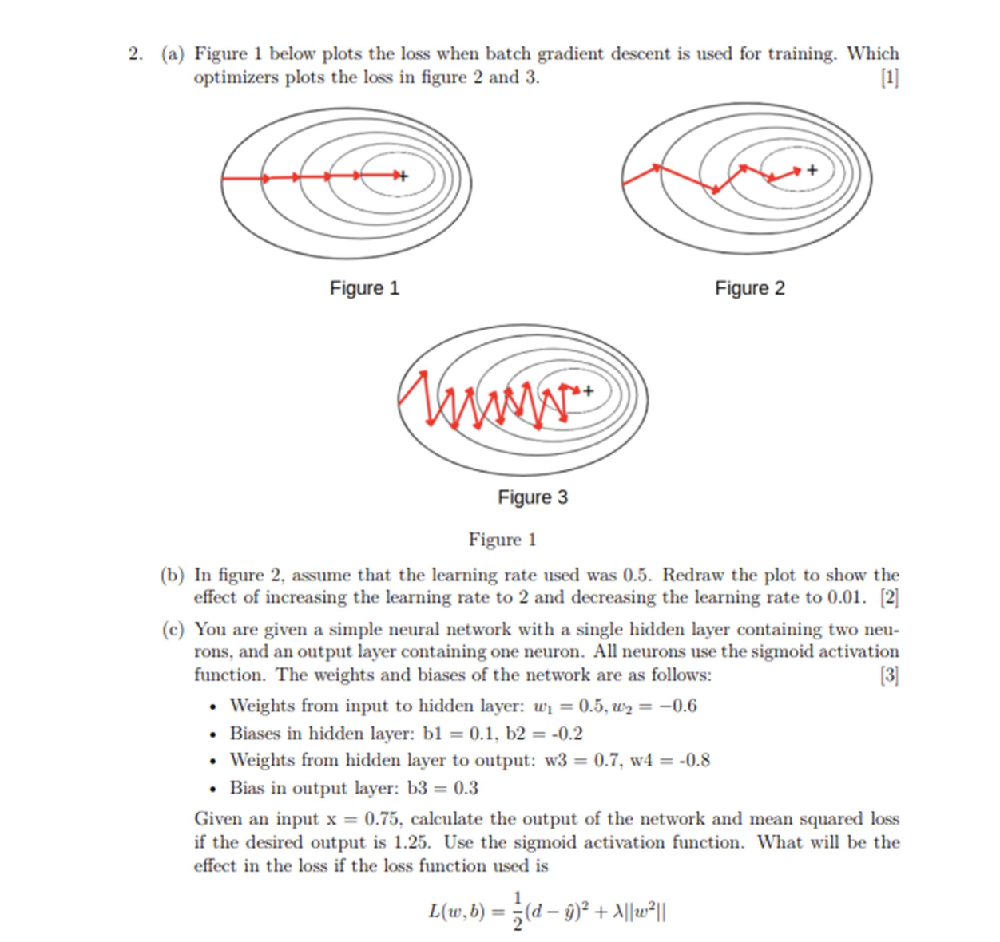 2. (a) Figure 1 below plots the loss when batch gradient descent is used for training. Which
optimizers plots the loss in figure 2 and 3. [1]
+
+
Figure 1
Figure 2
+
Figure 3
Figure 1
(b) In figure 2, assume that the learning rate used was 0.5. Redraw the plot to show the
effect of increasing the learning rate to 2 and decreasing the learning rate to 0.01. [2]
(c) You are given a simple neural network with a single hidden layer containing two neu-
rons, and an output layer containing one neuron. All neurons use the sigmoid activation
function. The weights and biases of the network are as follows: [3]
• Weights from input to hidden layer: w₁ = 0.5, w₂ = −0.6
• Biases in hidden layer: b1 = 0.1, b2 = -0.2
• Weights from hidden layer to output: w3 = 0.7, w4 = -0.8
• Bias in output layer: b3 = 0.3
Given an input x = 0.75, calculate the output of the network and mean squared loss
if the desired output is 1.25. Use the sigmoid activation function. What will be the
effect in the loss if the loss function used is
L(w, b) = 1/2(d − ŷ)² + λ||w²||